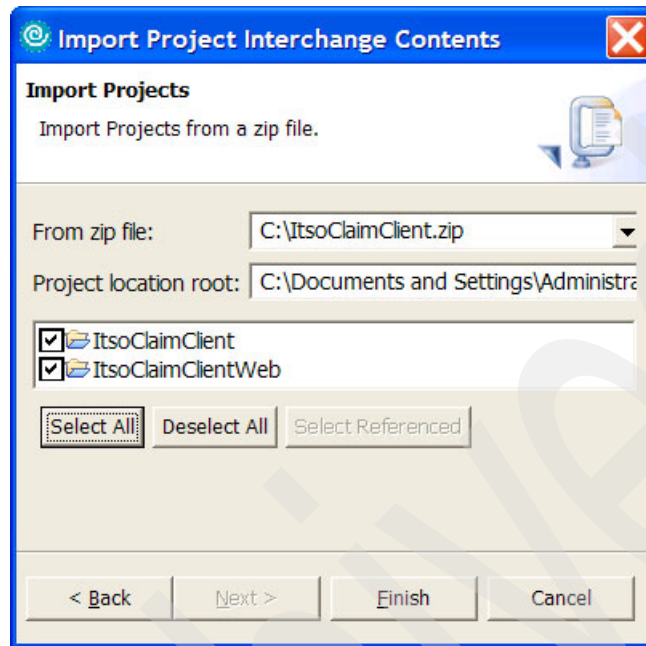 Import Project Interchange Contents
Import Projects
Import Projects from a zip file.
From zip file: C:\ItsoClaimClient.zip
Project location root: C:\Documents and Settings\Administra
ItsoClaimClient
ItsoClaimClientWeb
Select All Deselect All Select Referenced
< Back Next > Finish Cancel